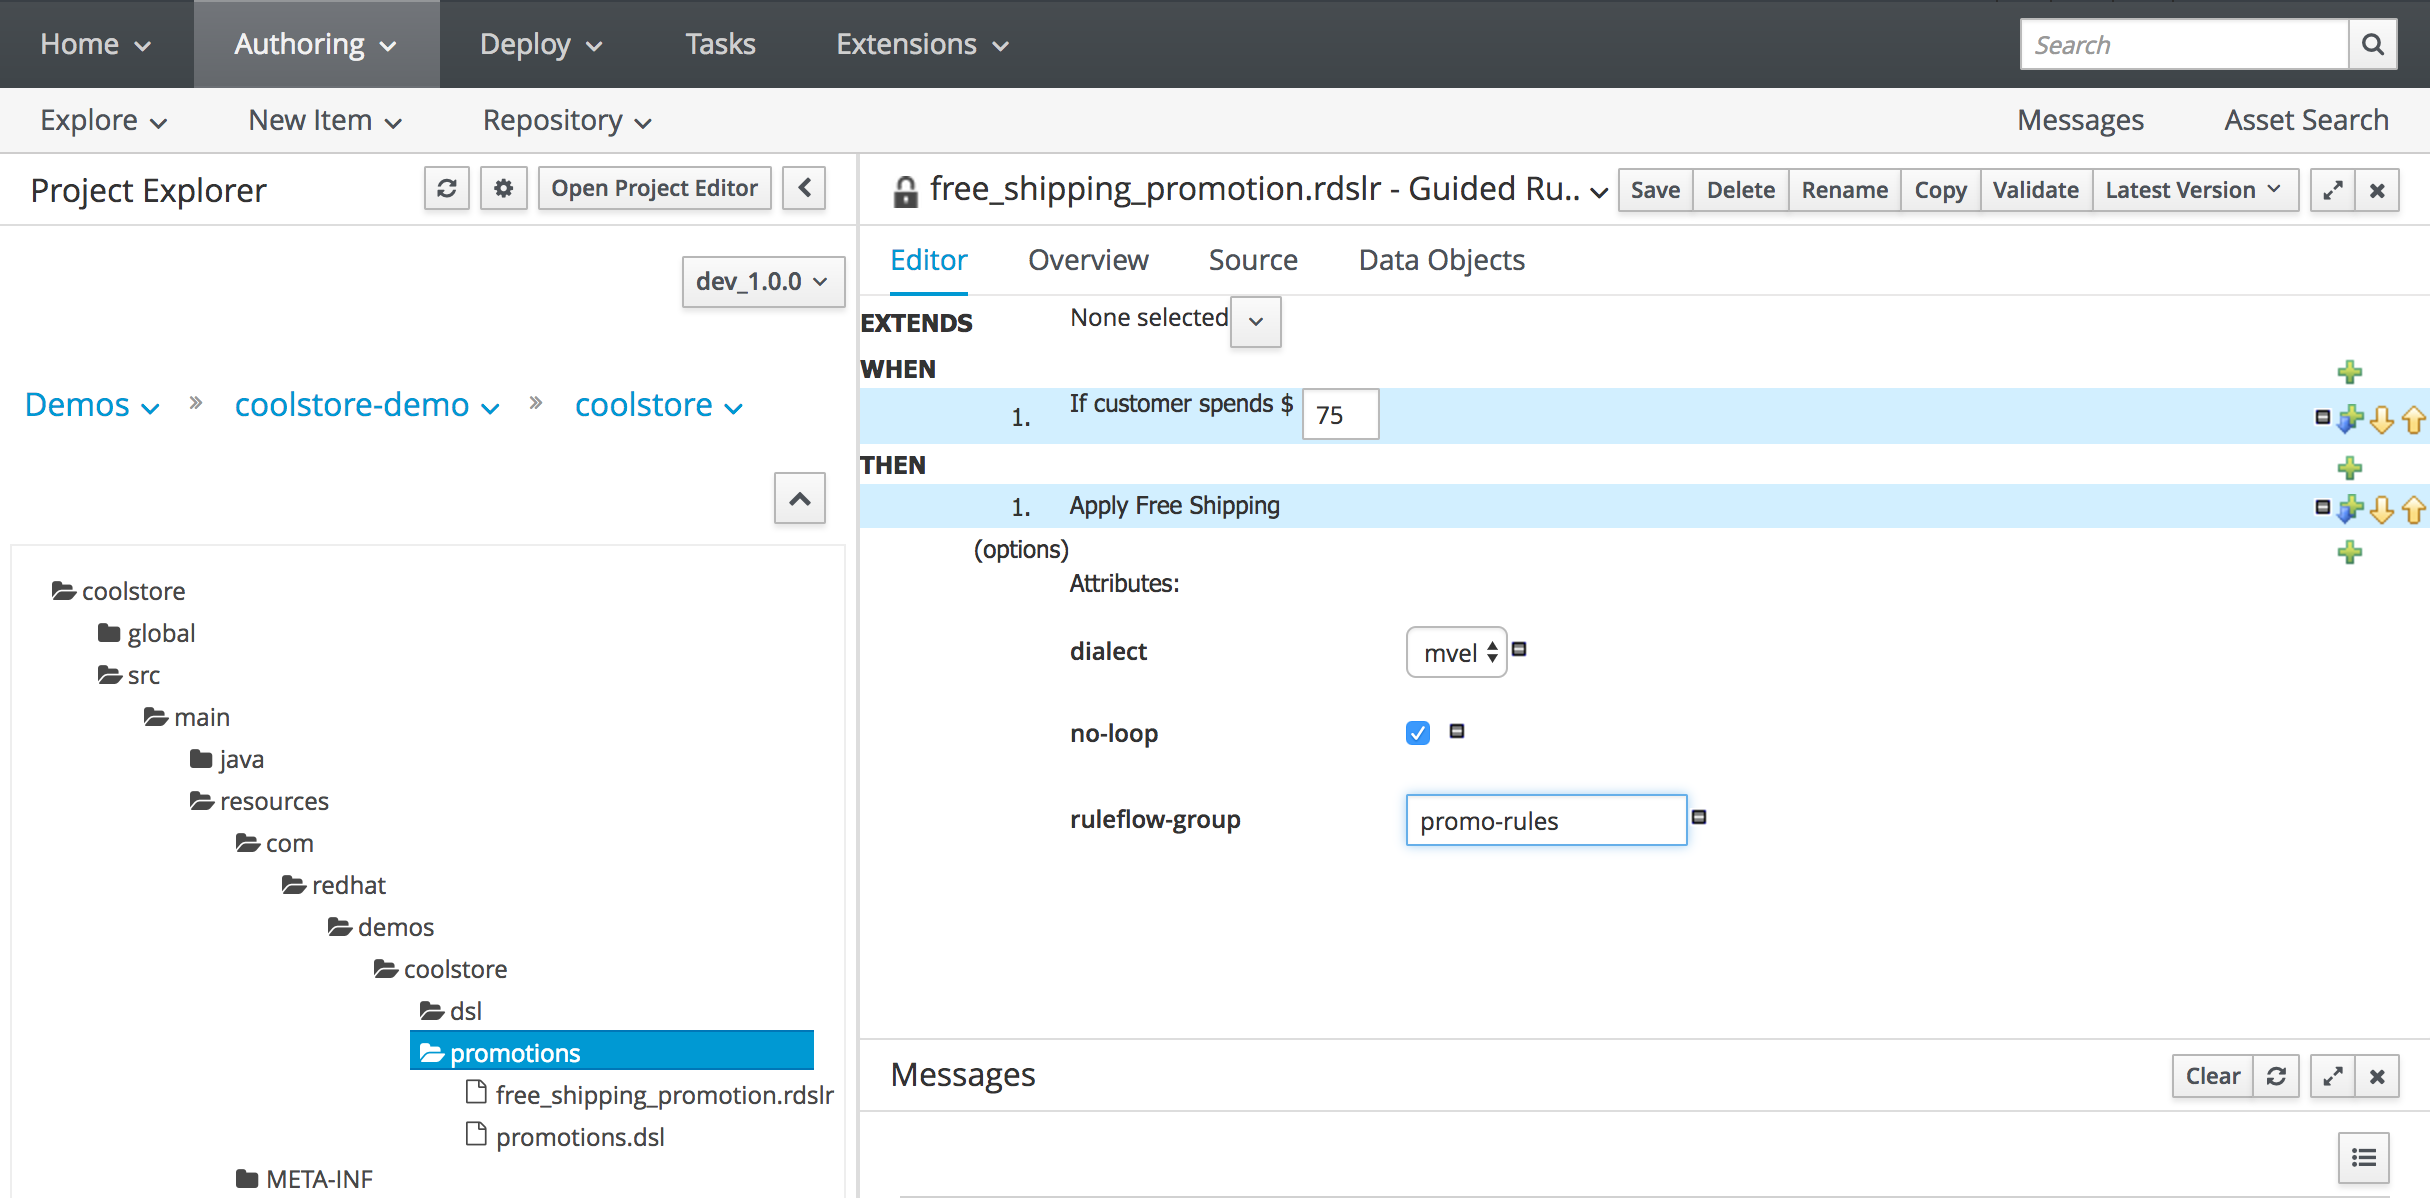 Home Authoring Deploy Tasks Extensions Search
Explore New Item Repository Messages Asset Search
Project Explorer Open Project Editor
dev_1.0.0
Demos » coolstore-demo » coolstore
coolstore
global
src
main
java
resources
com
redhat
demos
coolstore
dsl
promotions
free_shipping_promotion.rdslr
promotions.dsl
META-INF
free_shipping_promotion.rdslr - Guided Ru.. Save Delete Rename Copy Validate Latest Version
Editor Overview Source Data Objects
EXTENDS None selected
WHEN
1. If customer spends $ 75
THEN
1. Apply Free Shipping
(options)
Attributes:
dialect mvel
no-loop
ruleflow-group promo-rules
Messages Clear